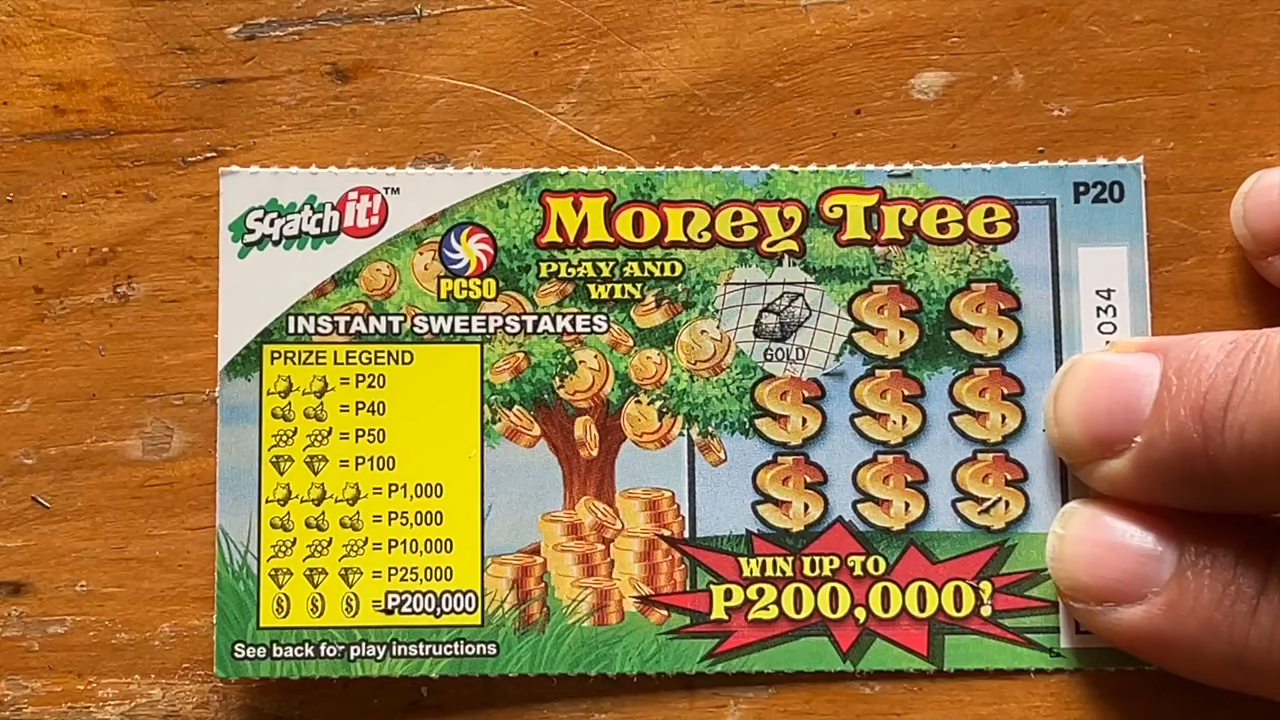 Scratch it!™
PCSO
Money Tree
P20
PLAY AND
WIN
INSTANT SWEEPSTAKES
GOLD
034
PRIZE LEGEND
= P20
= P40
= P50
= P100
= P1,000
= P5,000
= P10,000
= P25,000
= P200,000
WIN UP TO
P200,000!
See back for play instructions